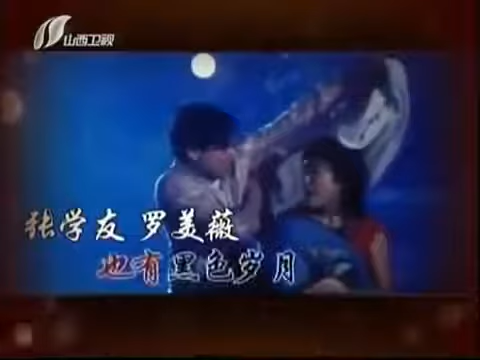 山西卫视
张学友 罗美薇
也有黑色岁月